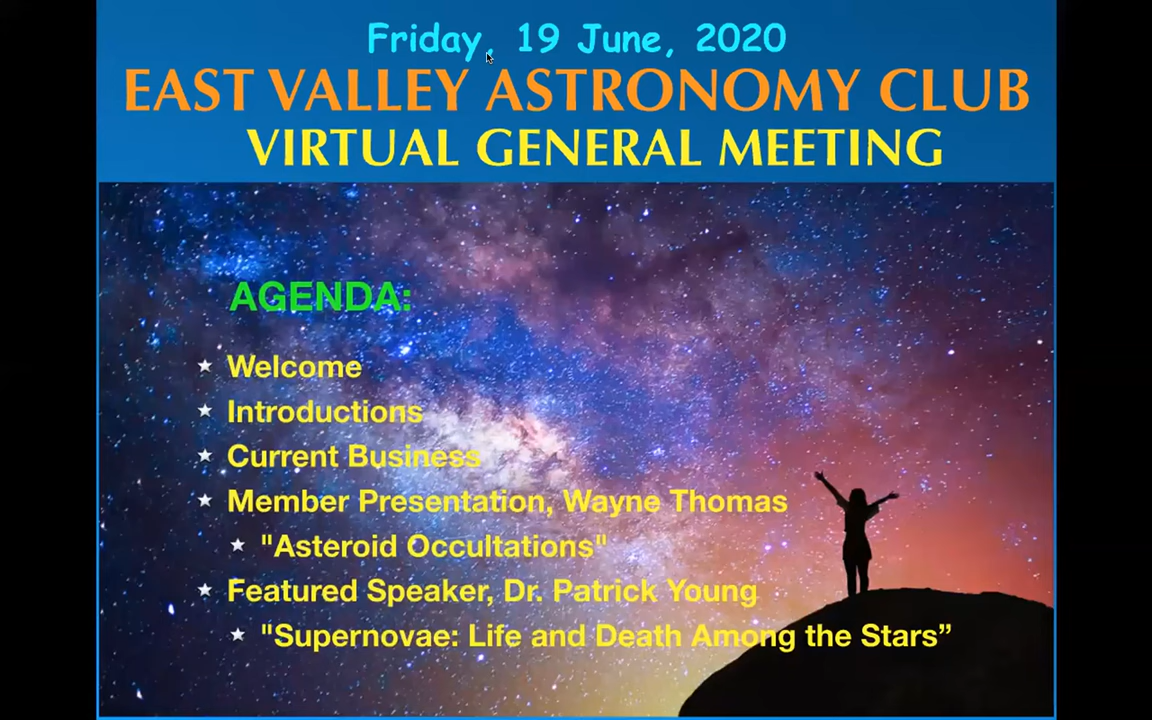 Friday, 19 June, 2020
EAST VALLEY ASTRONOMY CLUB
VIRTUAL GENERAL MEETING
AGENDA:
Welcome
Introductions
Current Business
Member Presentation, Wayne Thomas
"Asteroid Occultations"
Featured Speaker, Dr. Patrick Young
"Supernovae: Life and Death Among the Stars”